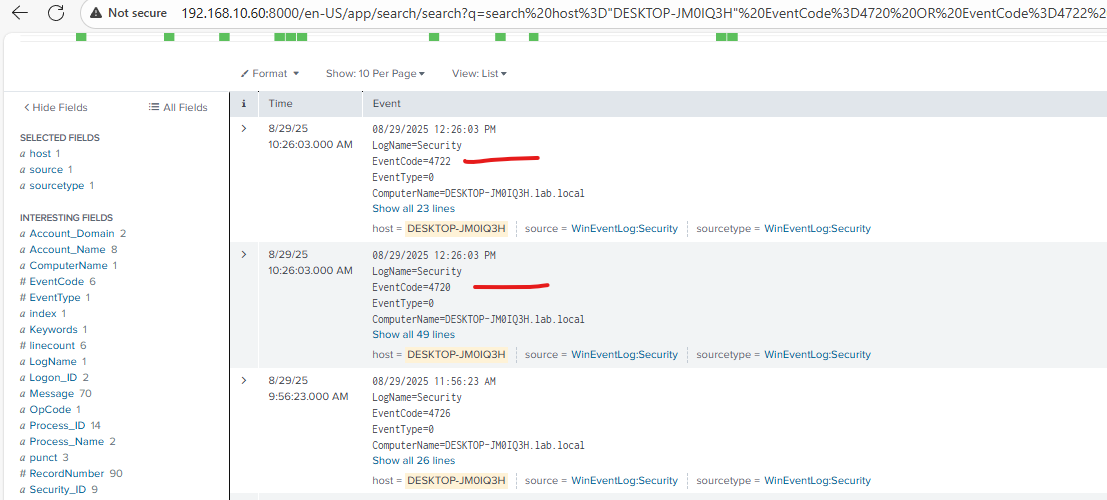 Not secure 192.168.10.60:8000/en-US/app/search/search?q=search%20host%3D"DESKTOP-JM0IQ3H"%20EventCode%3D4720%20OR%20EventCode%3D4722%2
Format Show: 10 Per Page View: List
Hide Fields All Fields
SELECTED FIELDS
a host 1
a source 1
a sourcetype 1
INTERESTING FIELDS
a Account_Domain 2
a Account_Name 8
a ComputerName 1
# EventCode 6
# EventType 1
a index 1
a Keywords 1
# linecount 6
a LogName 1
a Logon_ID 2
a Message 70
a OpCode 1
a Process_ID 14
a Process_Name 2
a punct 3
# RecordNumber 90
a Security_ID 9
i Time Event
8/29/25
10:26:03.000 AM
08/29/2025 12:26:03 PM
LogName=Security
EventCode=4722
EventType=0
ComputerName=DESKTOP-JM0IQ3H.lab.local
Show all 23 lines
host = DESKTOP-JM0IQ3H source = WinEventLog:Security sourcetype = WinEventLog:Security
8/29/25
10:26:03.000 AM
08/29/2025 12:26:03 PM
LogName=Security
EventCode=4720
EventType=0
ComputerName=DESKTOP-JM0IQ3H.lab.local
Show all 49 lines
host = DESKTOP-JM0IQ3H source = WinEventLog:Security sourcetype = WinEventLog:Security
8/29/25
9:56:23.000 AM
08/29/2025 11:56:23 AM
LogName=Security
EventCode=4726
EventType=0
ComputerName=DESKTOP-JM0IQ3H.lab.local
Show all 26 lines
host = DESKTOP-JM0IQ3H source = WinEventLog:Security sourcetype = WinEventLog:Security